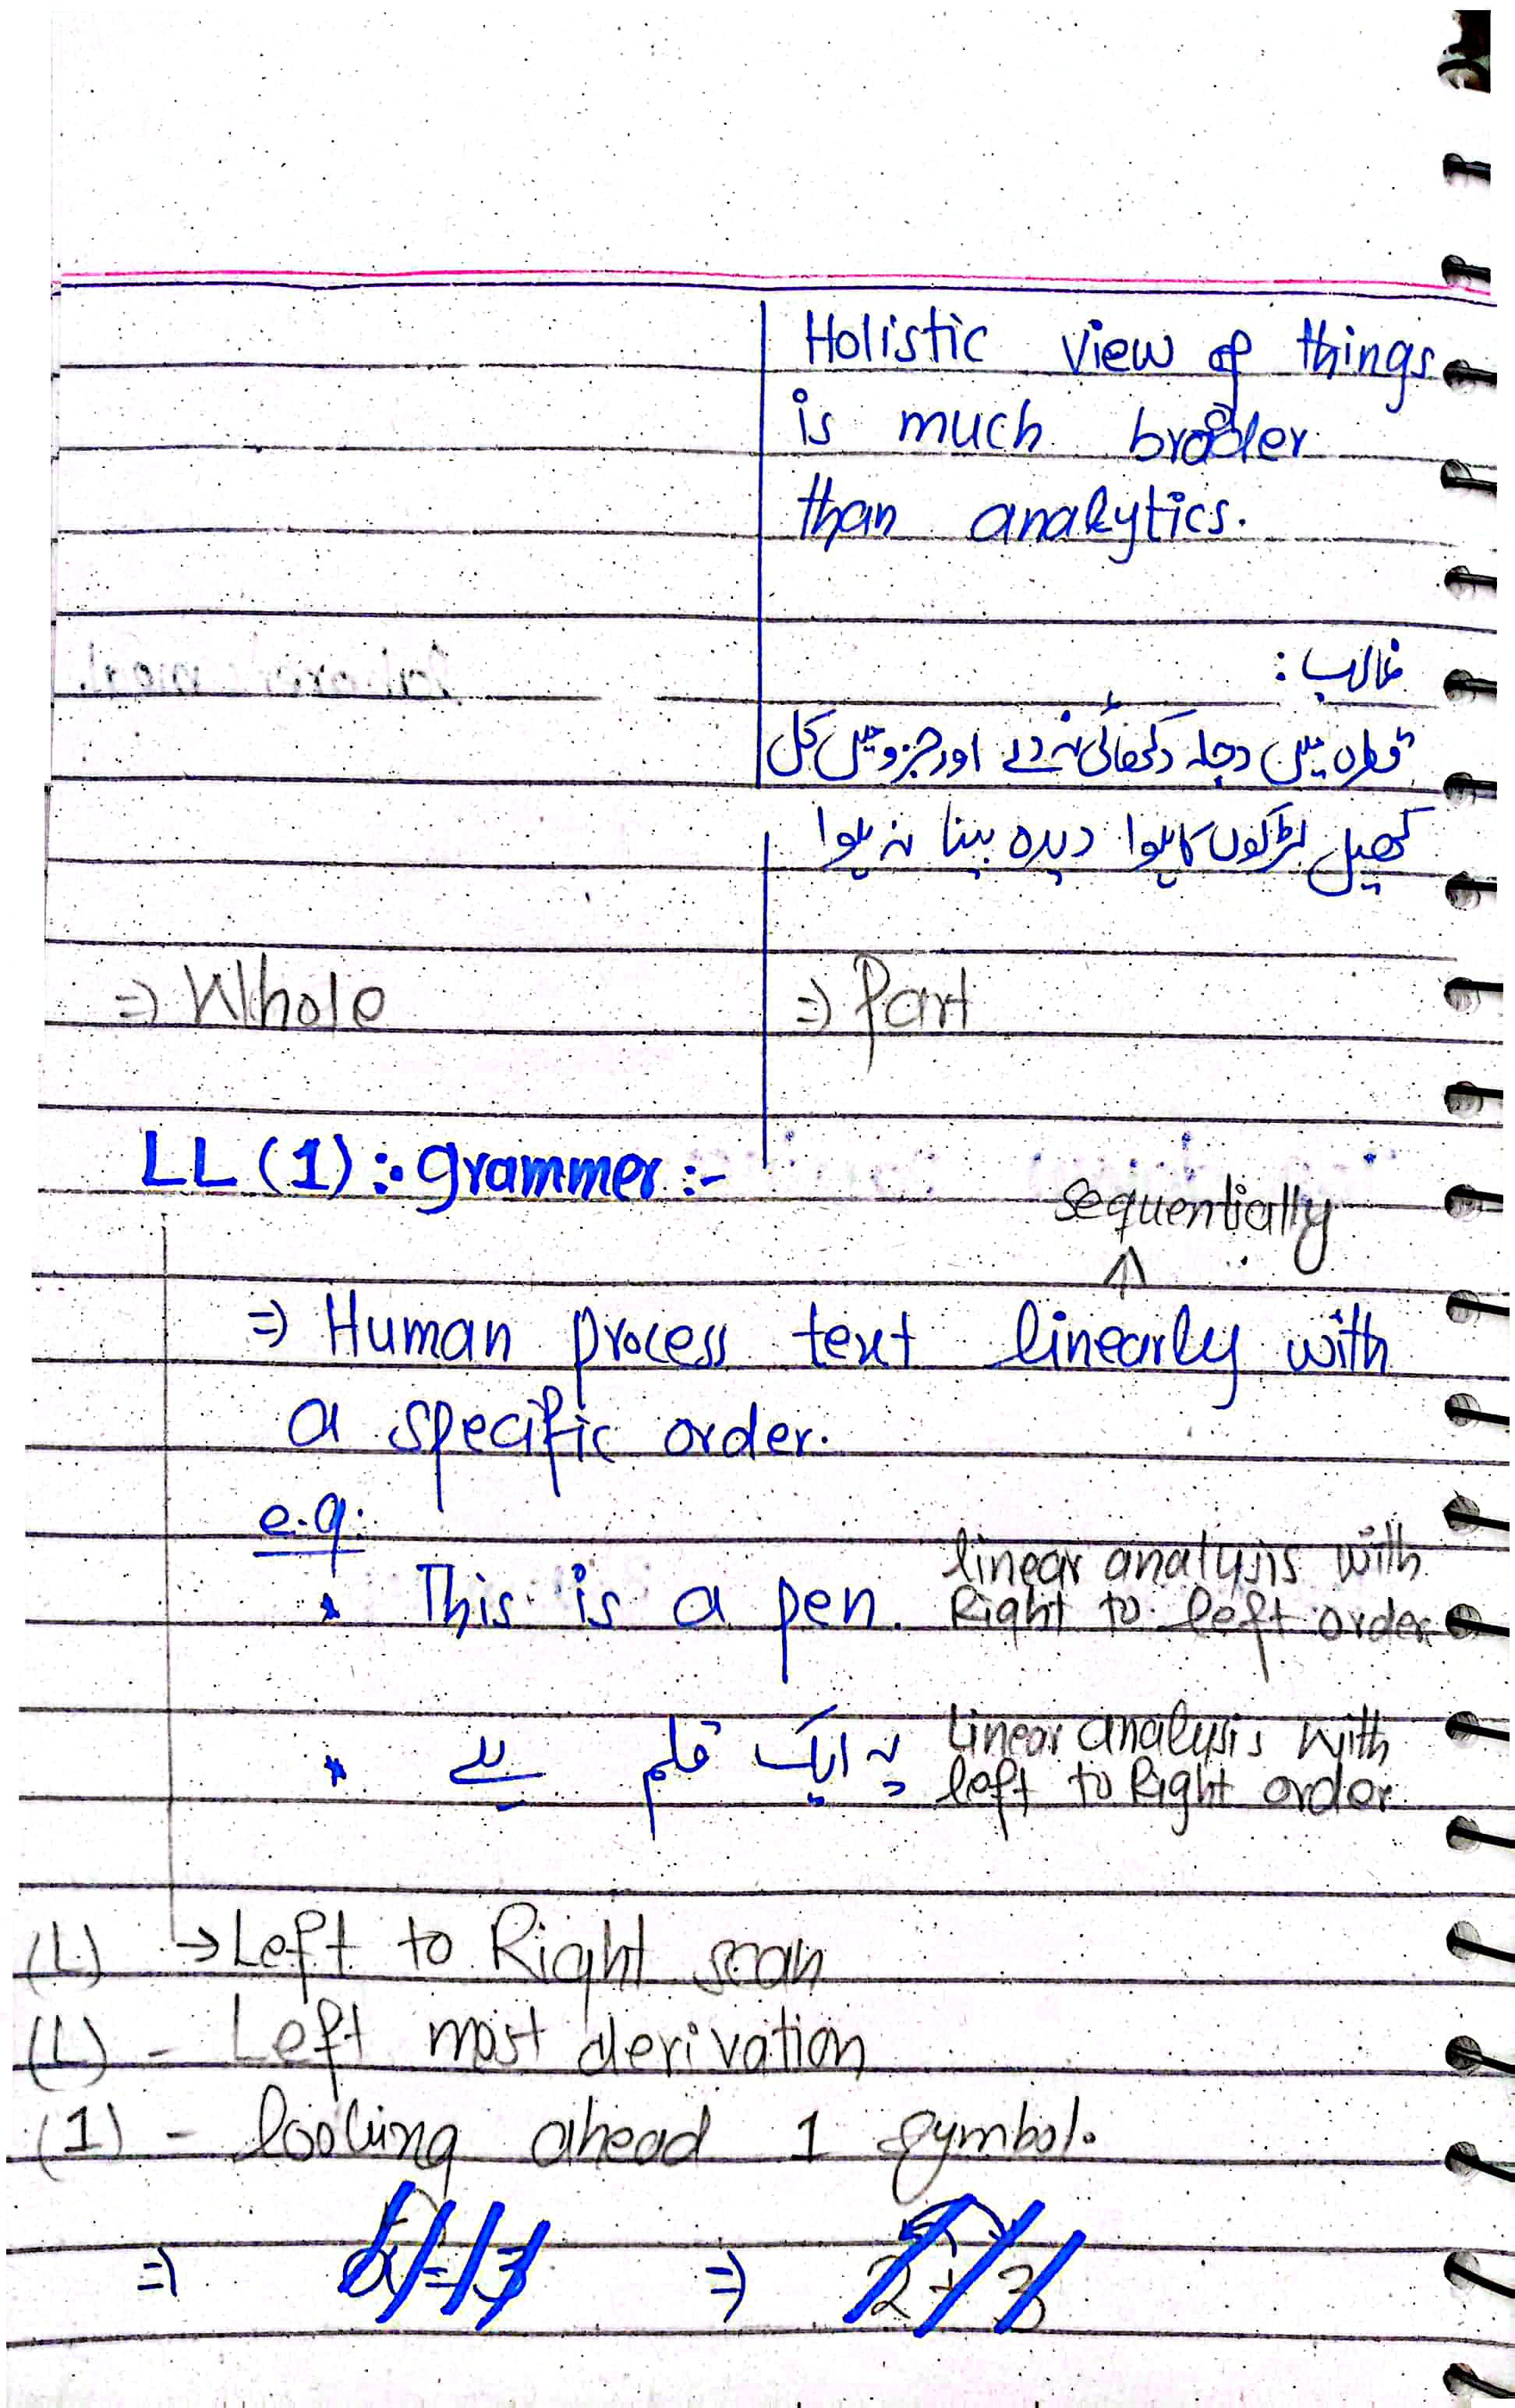 Holistic view of things
is much broader
than analytics.
غالب :
قطرہ میں دجلہ دکھائی نہ دے اور جزو میں کل
کھیل لڑکوں کا ہوا دیدہ بینا نہ ہوا
=> Whole
=> Part
LL (1) :. grammer :-
sequentially
=> Human process text linearly with
a specific order.
e.g:
* This is a pen. linear analysis with
Right to left order
* یہ ایک قلم ہے linear analysis with
left to Right order
(L) → Left to Right scan
(L) - Left most derivation
(1) - looking ahead 1 symbol.
=> =>  2 + 3